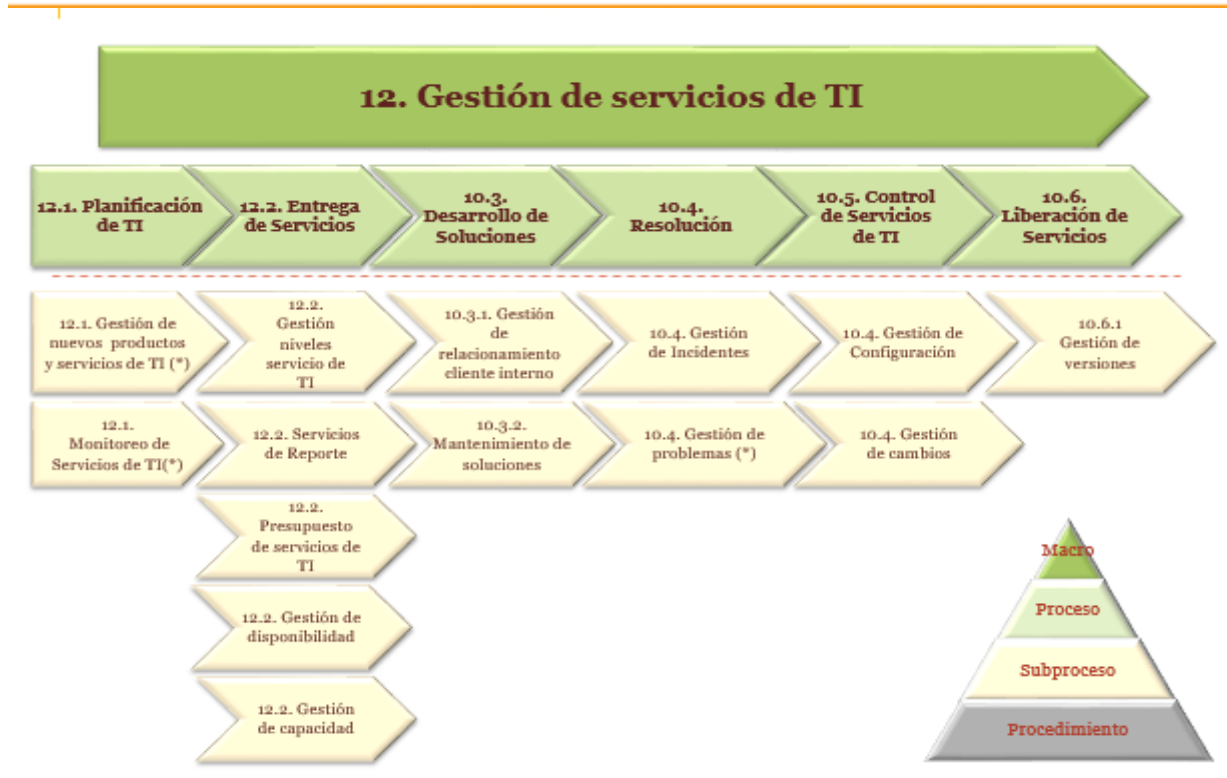 12. Gestión de servicios de TI
12.1. Planificación
de TI
12.2. Entrega
de Servicios
10.3.
Desarrollo de
Soluciones
10.4.
Resolución
10.5. Control
de Servicios
de TI
10.6.
Liberación de
Servicios
12.1. Gestión de
nuevos productos
y servicios de TI (*)
12.2.
Gestión
niveles
servicio de
TI
10.3.1. Gestión
de
relacionamiento
cliente interno
10.4. Gestión
de Incidentes
10.4. Gestión de
Configuración
10.6.1
Gestión de
versiones
12.1.
Monitoreo de
Servicios de TI(*)
12.2. Servicios
de Reporte
10.3.2.
Mantenimiento de
soluciones
10.4. Gestión de
problemas (*)
10.4. Gestión
de cambios
12.2.
Presupuesto
de servicios de
TI
12.2. Gestión de
disponibilidad
12.2. Gestión
de capacidad
Macro
Proceso
Subproceso
Procedimiento